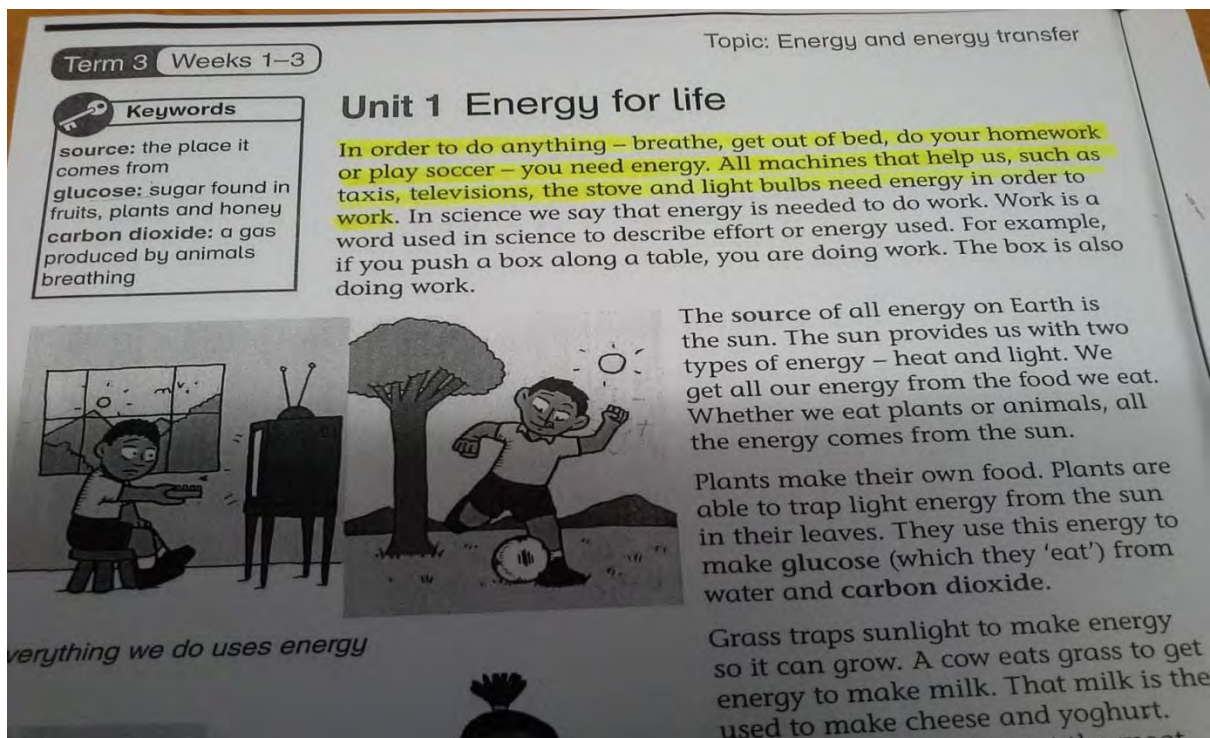 Term 3 Weeks 1–3
Topic: Energy and energy transfer
Keywords
source: the place it
comes from
glucose: sugar found in
fruits, plants and honey
carbon dioxide: a gas
produced by animals
breathing
Unit 1 Energy for life
In order to do anything – breathe, get out of bed, do your homework
or play soccer – you need energy. All machines that help us, such as
taxis, televisions, the stove and light bulbs need energy in order to
work. In science we say that energy is needed to do work. Work is a
word used in science to describe effort or energy used. For example,
if you push a box along a table, you are doing work. The box is also
doing work.
The source of all energy on Earth is
the sun. The sun provides us with two
types of energy – heat and light. We
get all our energy from the food we eat.
Whether we eat plants or animals, all
the energy comes from the sun.
Plants make their own food. Plants are
able to trap light energy from the sun
in their leaves. They use this energy to
make glucose (which they ‘eat’) from
water and carbon dioxide.
verything we do uses energy
Grass traps sunlight to make energy
so it can grow. A cow eats grass to get
energy to make milk. That milk is the
used to make cheese and yoghurt.